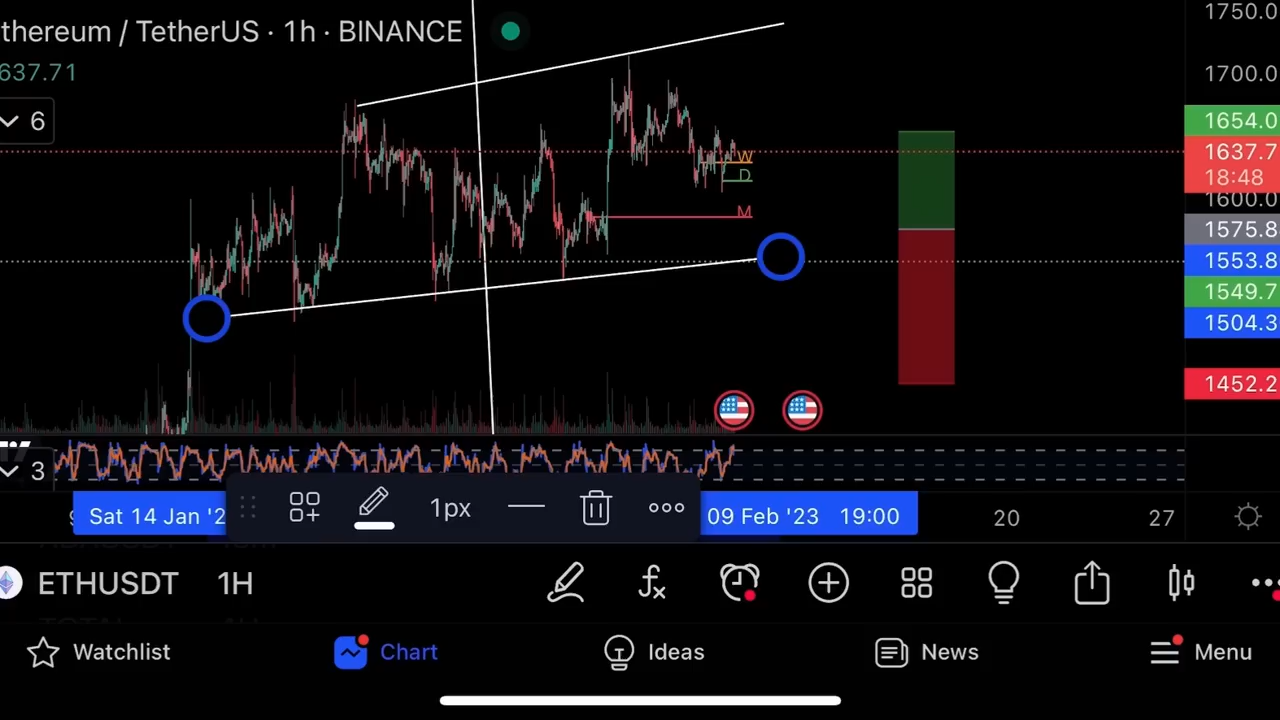 thereum / TetherUS · 1h · BINANCE
637.71
6
1750.0
1700.0
1654.0
1637.7
18:48
1600.0
1575.8
1553.8
1549.7
1504.3
1452.2
W
D
M
3
Sat 14 Jan '2
1px
09 Feb '23 19:00
20
27
ETHUSDT 1H
Watchlist
Chart
Ideas
News
Menu